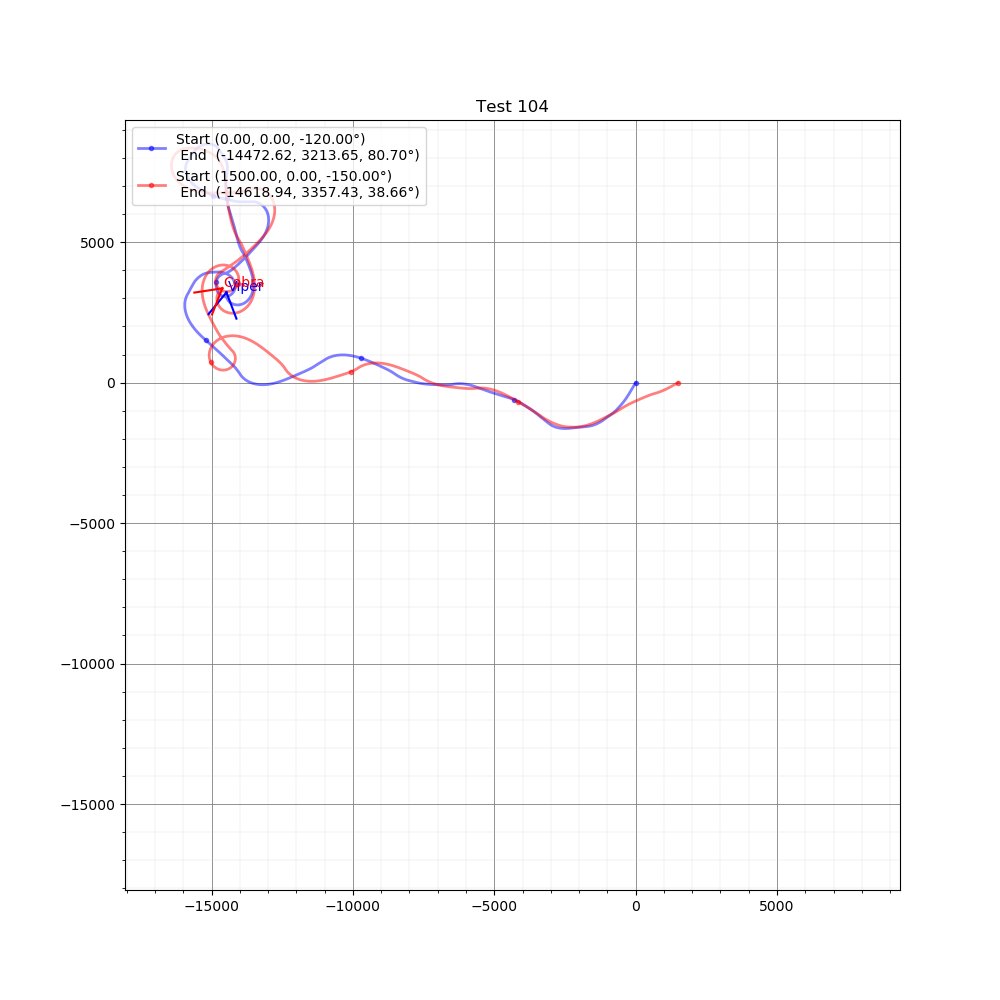 Test 104
Start (0.00, 0.00, -120.00°)
End (-14472.62, 3213.65, 80.70°)
Start (1500.00, 0.00, -150.00°)
End (-14618.94, 3357.43, 38.66°)
5000
Cobra
Viper
0
−5000
−10000
−15000
−15000 −10000 −5000 0 5000